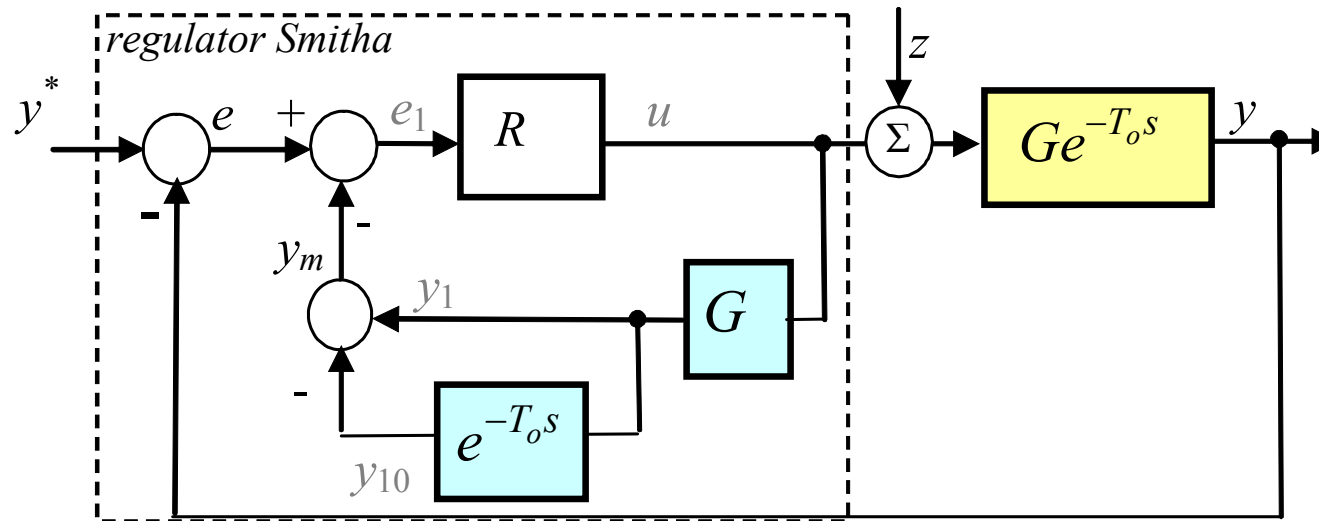 regulator Smitha
z
y*
e
+
e₁
R
u
Σ
Ge^{-Tₒs}
y
-
-
yₘ
y₁
G
-
e^{-Tₒs}
y₁₀